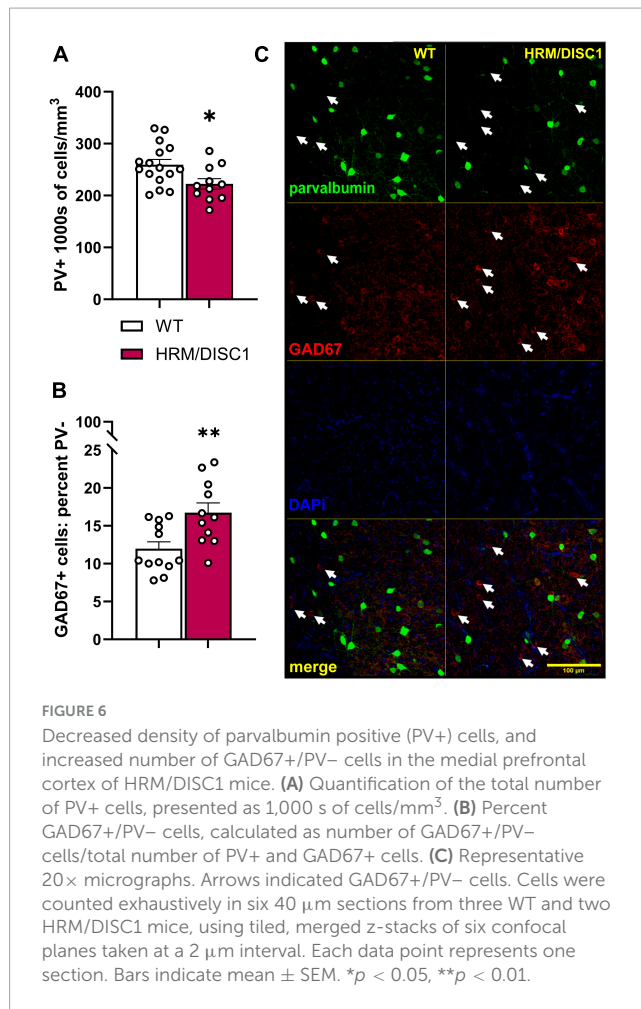 A
C
WT
HRM/DISC1
*
PV+ 1000s of cells/mm³
400
300
200
100
0
parvalbumin
WT
HRM/DISC1
GAD67
B
GAD67+ cells: percent PV-
100
25
20
15
10
5
0
**
DAPi
merge
100 µm
FIGURE 6
Decreased density of parvalbumin positive (PV+) cells, and
increased number of GAD67+/PV– cells in the medial prefrontal
cortex of HRM/DISC1 mice. (A) Quantification of the total number
of PV+ cells, presented as 1,000 s of cells/mm³. (B) Percent
GAD67+/PV– cells, calculated as number of GAD67+/PV–
cells/total number of PV+ and GAD67+ cells. (C) Representative
20× micrographs. Arrows indicated GAD67+/PV– cells. Cells were
counted exhaustively in six 40 µm sections from three WT and two
HRM/DISC1 mice, using tiled, merged z-stacks of six confocal
planes taken at a 2 µm interval. Each data point represents one
section. Bars indicate mean ± SEM. *p < 0.05, **p < 0.01.